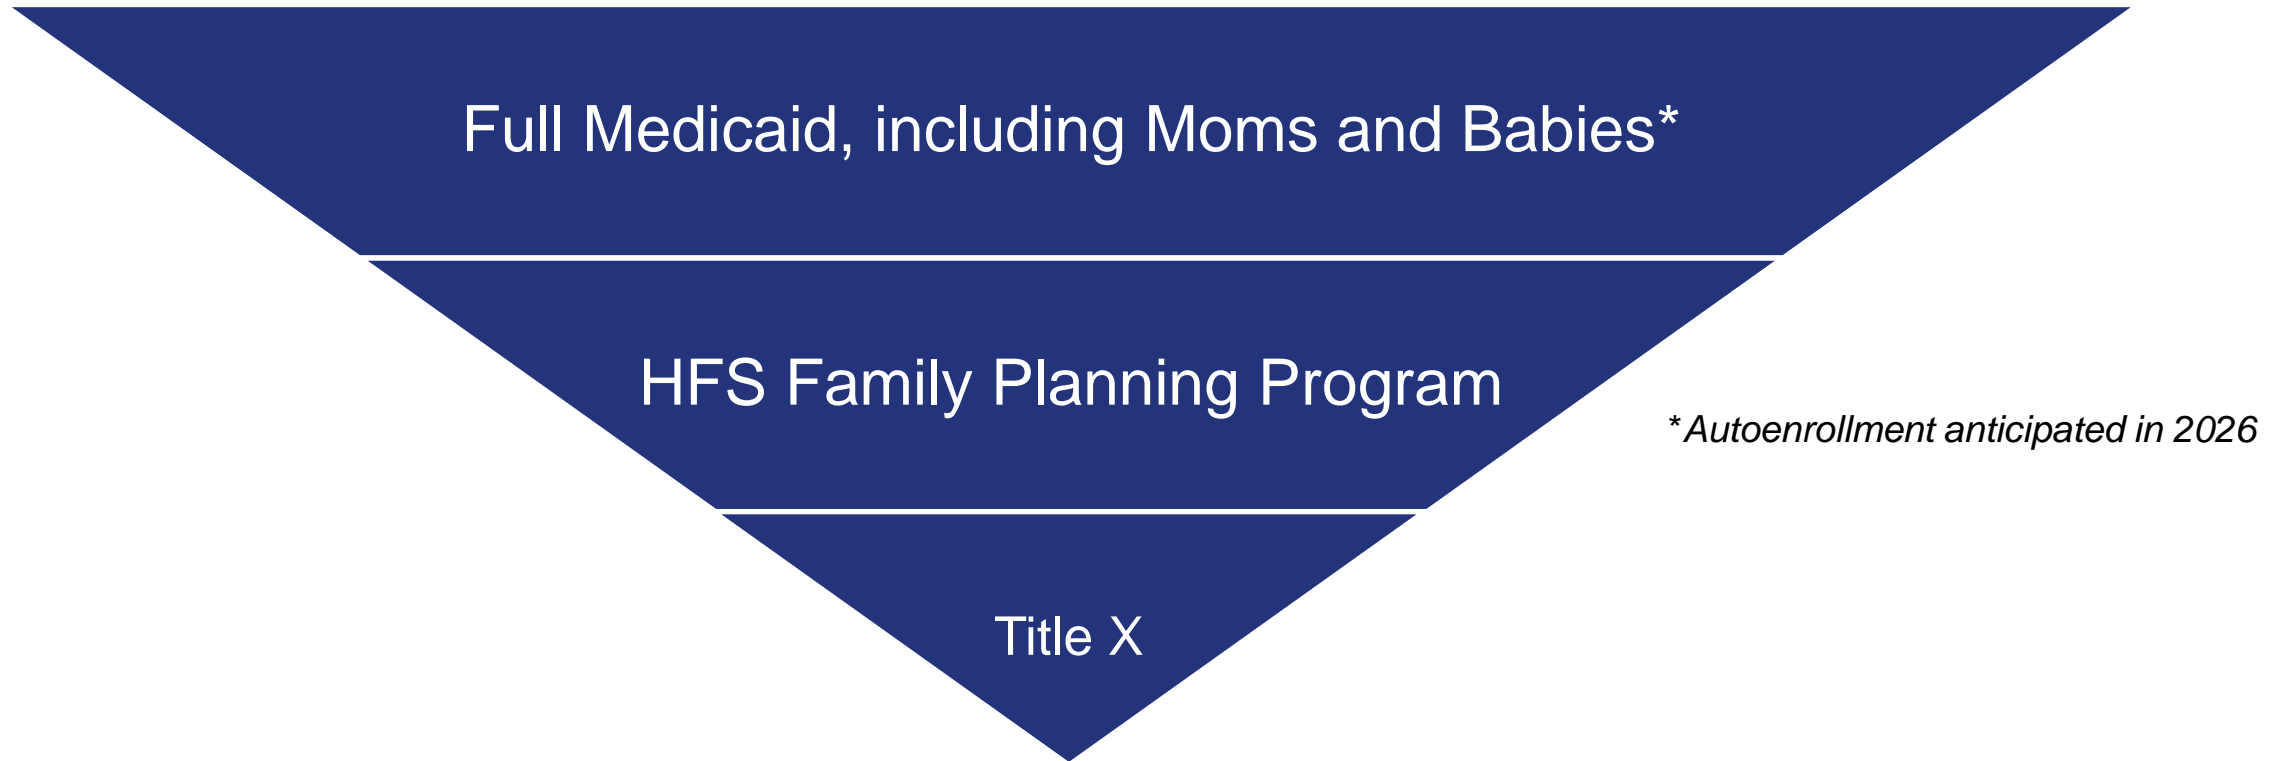 Full Medicaid, including Moms and Babies*
HFS Family Planning Program
*Autoenrollment anticipated in 2026
Title X